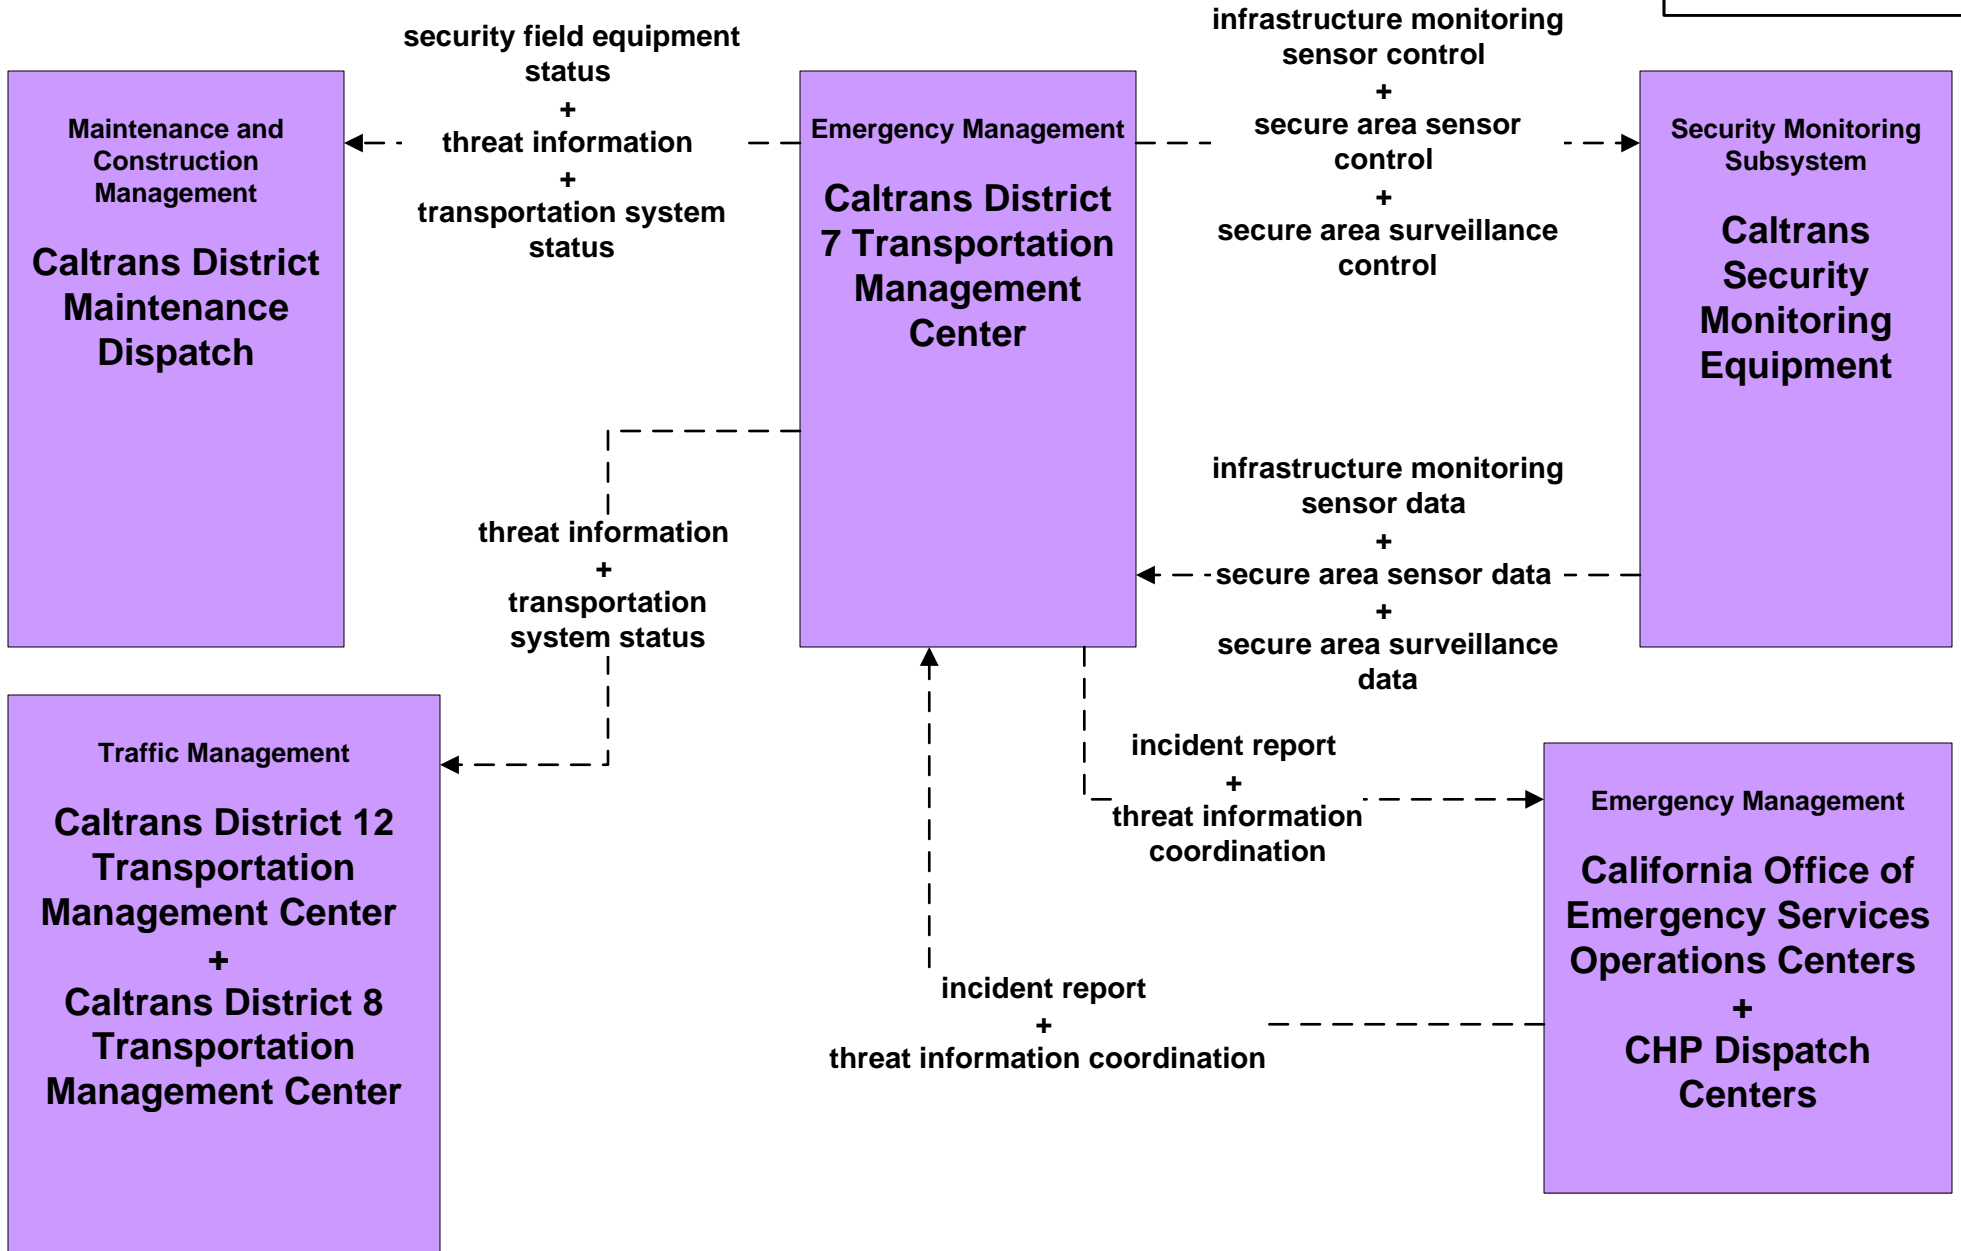 security field equipment
status
+
threat information
+
transportation system
status
infrastructure monitoring
sensor control
+
secure area sensor
control
+
secure area surveillance
control
Maintenance and
Construction
Management
Caltrans District
Maintenance
Dispatch
Emergency Management
Caltrans District
7 Transportation
Management
Center
Security Monitoring
Subsystem
Caltrans
Security
Monitoring
Equipment
threat information
+
transportation
system status
infrastructure monitoring
sensor data
+
secure area sensor data
+
secure area surveillance
data
Traffic Management
Caltrans District 12
Transportation
Management Center
+
Caltrans District 8
Transportation
Management Center
incident report
+
threat information
coordination
incident report
+
threat information coordination
Emergency Management
California Office of
Emergency Services
Operations Centers
+
CHP Dispatch
Centers